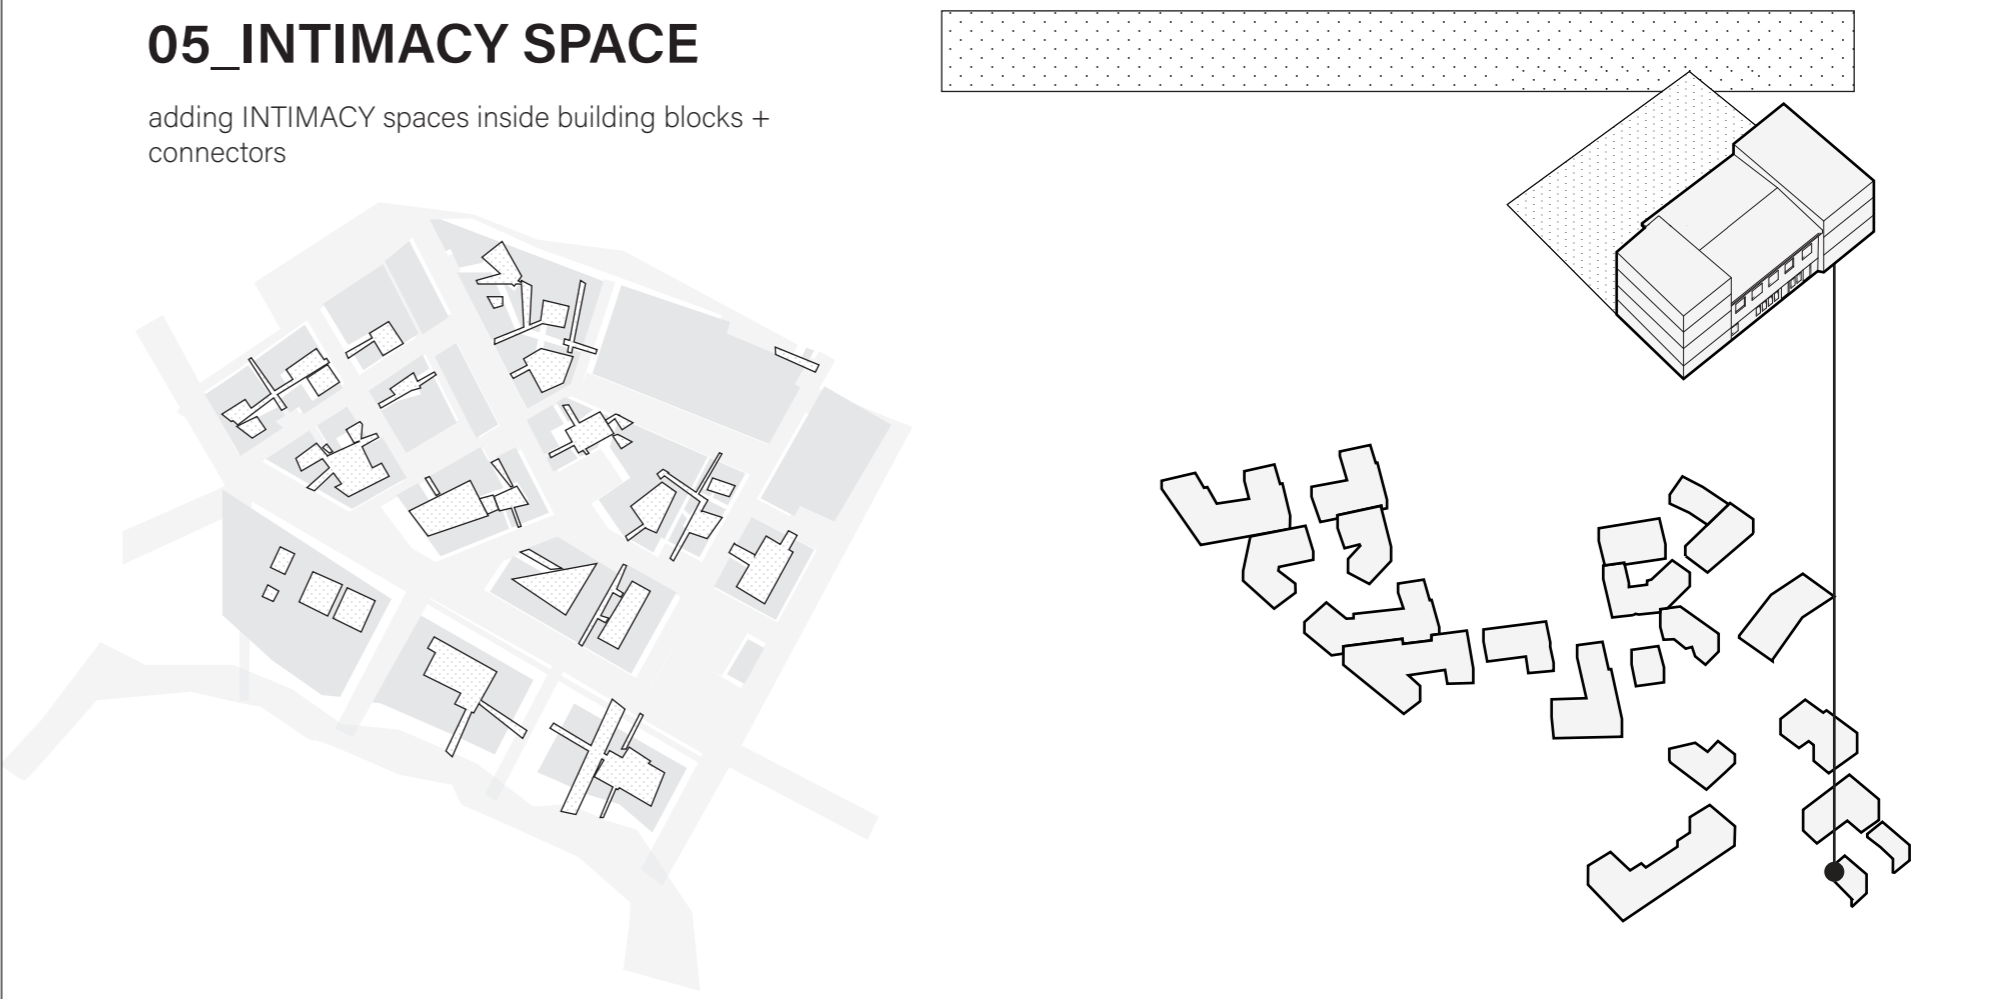 05_INTIMACY SPACE
adding INTIMACY spaces inside building blocks +
connectors